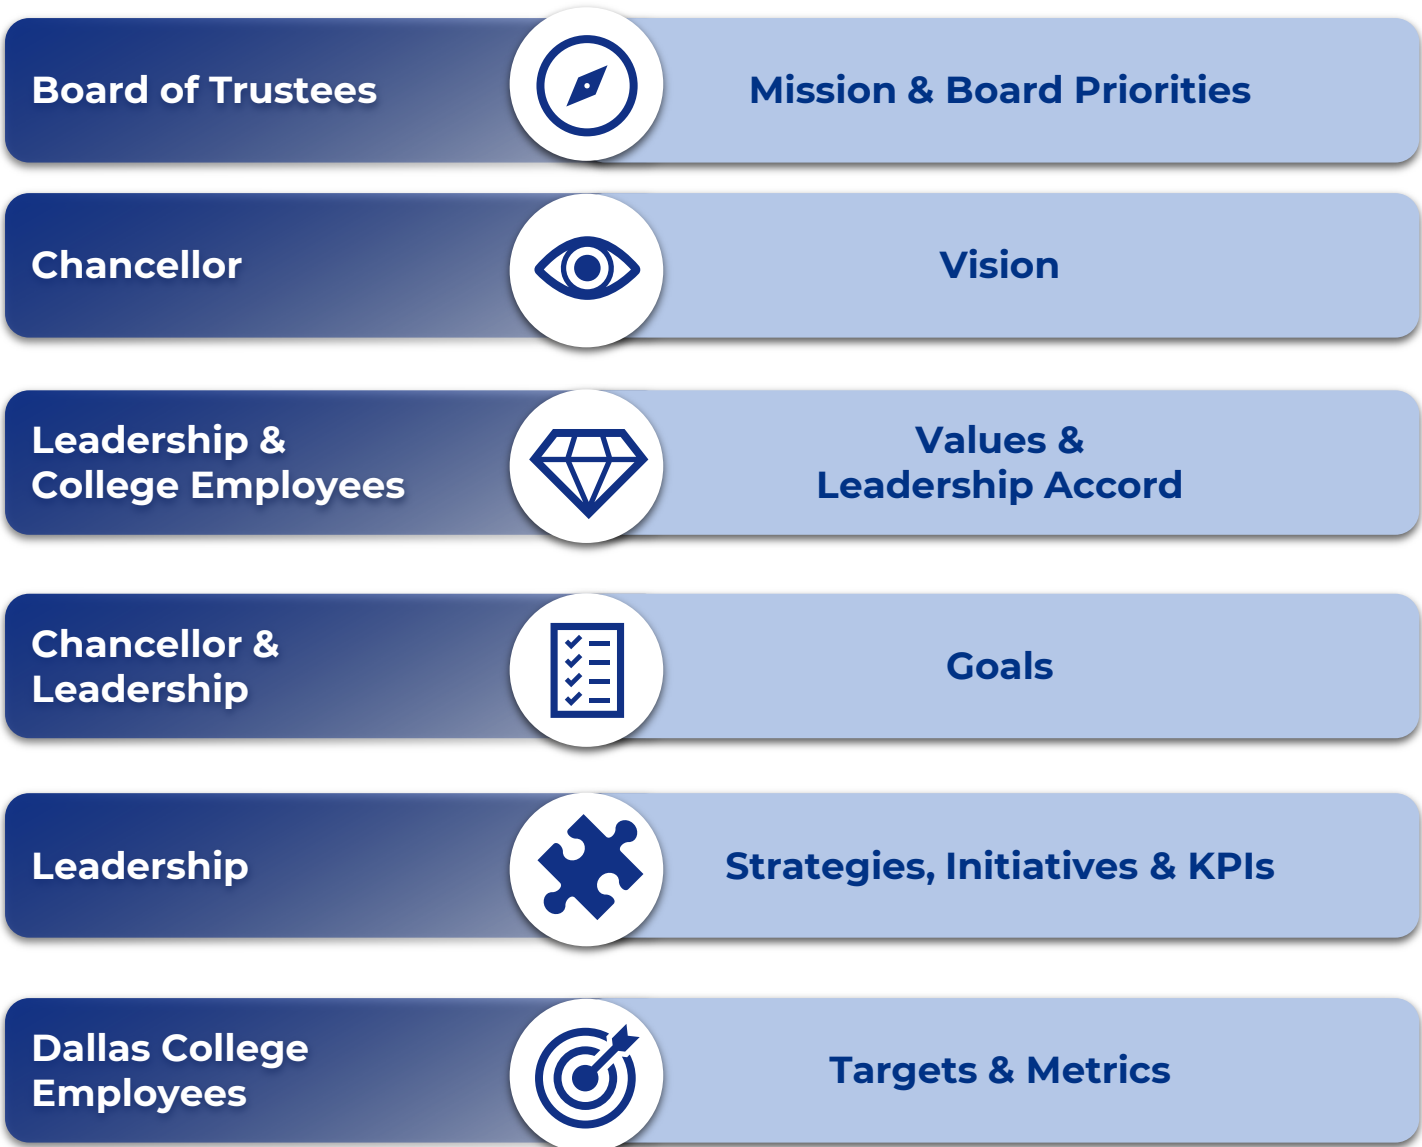 Board of Trustees
Mission & Board Priorities
Chancellor
Vision
Leadership &
College Employees
Values &
Leadership Accord
Chancellor &
Leadership
Goals
Leadership
Strategies, Initiatives & KPIs
Dallas College
Employees
Targets & Metrics